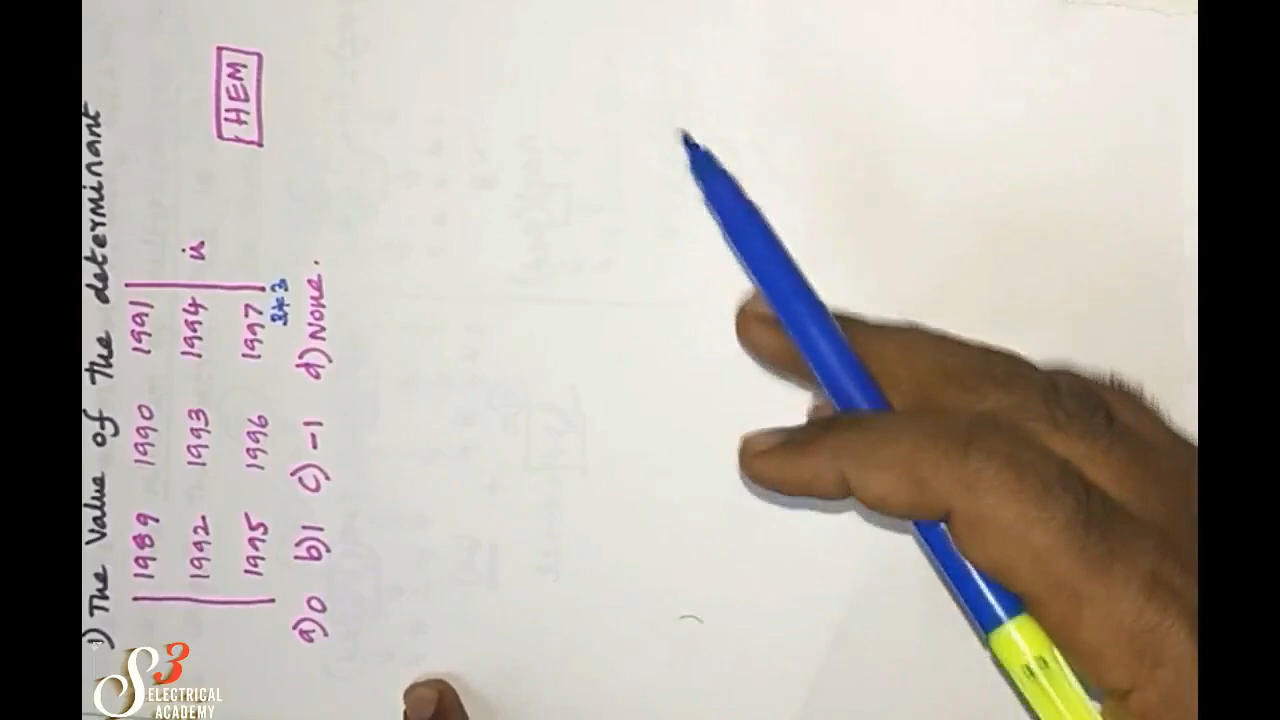 1) The Value of the determinant
1989 1990 1991
1992 1993 1994 is
1995 1996 1997
3×3
a) 0 b) 1 c) -1 d) None.
HEM
S3
ELECTRICAL
ACADEMY